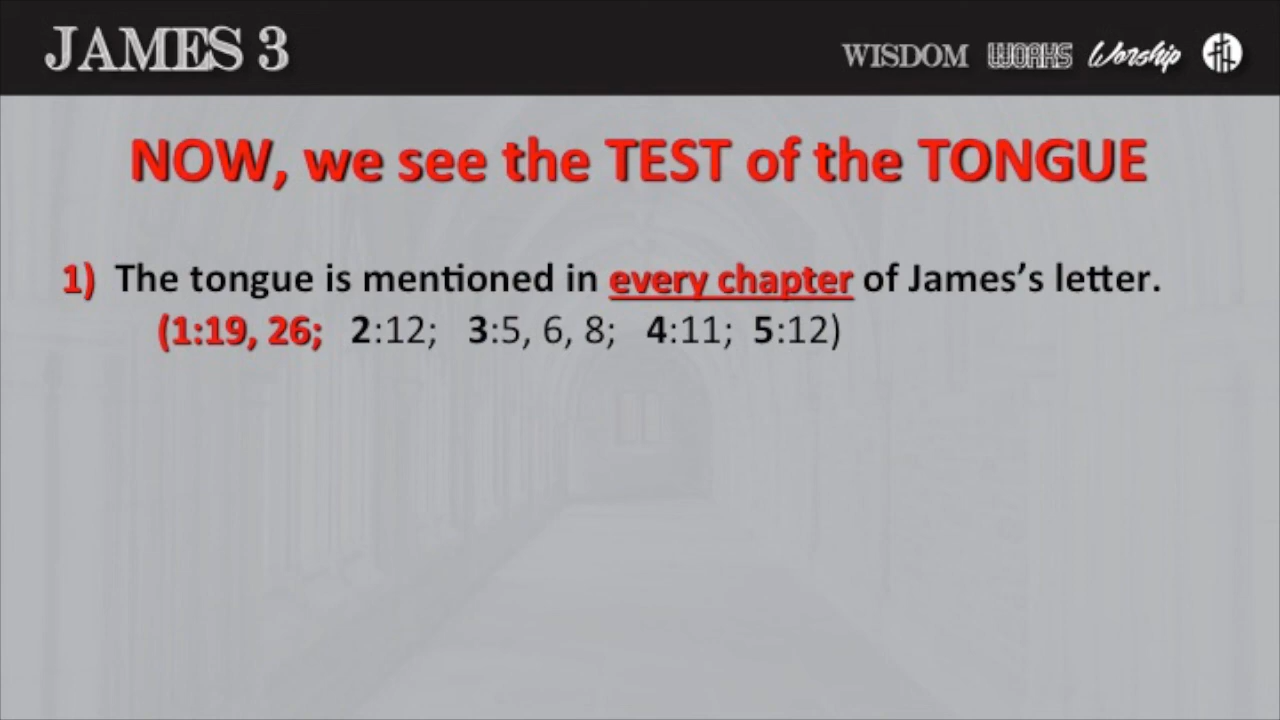 JAMES 3
WISDOM WORKS Worship
NOW, we see the TEST of the TONGUE
1) The tongue is mentioned in every chapter of James’s letter.
(1:19, 26; 2:12; 3:5, 6, 8; 4:11; 5:12)